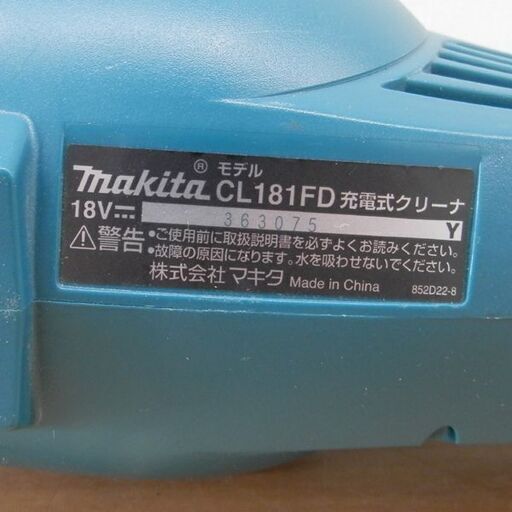 makita® モデル CL181FD 充電式クリーナ
18V⎓ 363075 Y
⚠警告 •ご使用前に取扱説明書を必ずよくお読みください。
•故障の原因になります。水を吸わせないでください。
株式会社マキタ Made in China 852D22-8